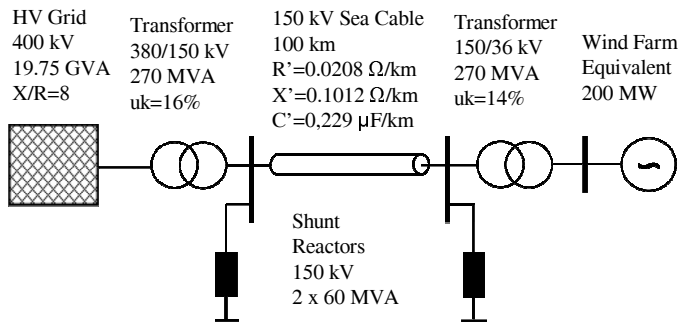 HV Grid
400 kV
19.75 GVA
X/R=8
Transformer
380/150 kV
270 MVA
uk=16%
150 kV Sea Cable
100 km
R'=0.0208 Ω/km
X'=0.1012 Ω/km
C'=0,229 µF/km
Transformer
150/36 kV
270 MVA
uk=14%
Wind Farm
Equivalent
200 MW
Shunt
Reactors
150 kV
2 x 60 MVA